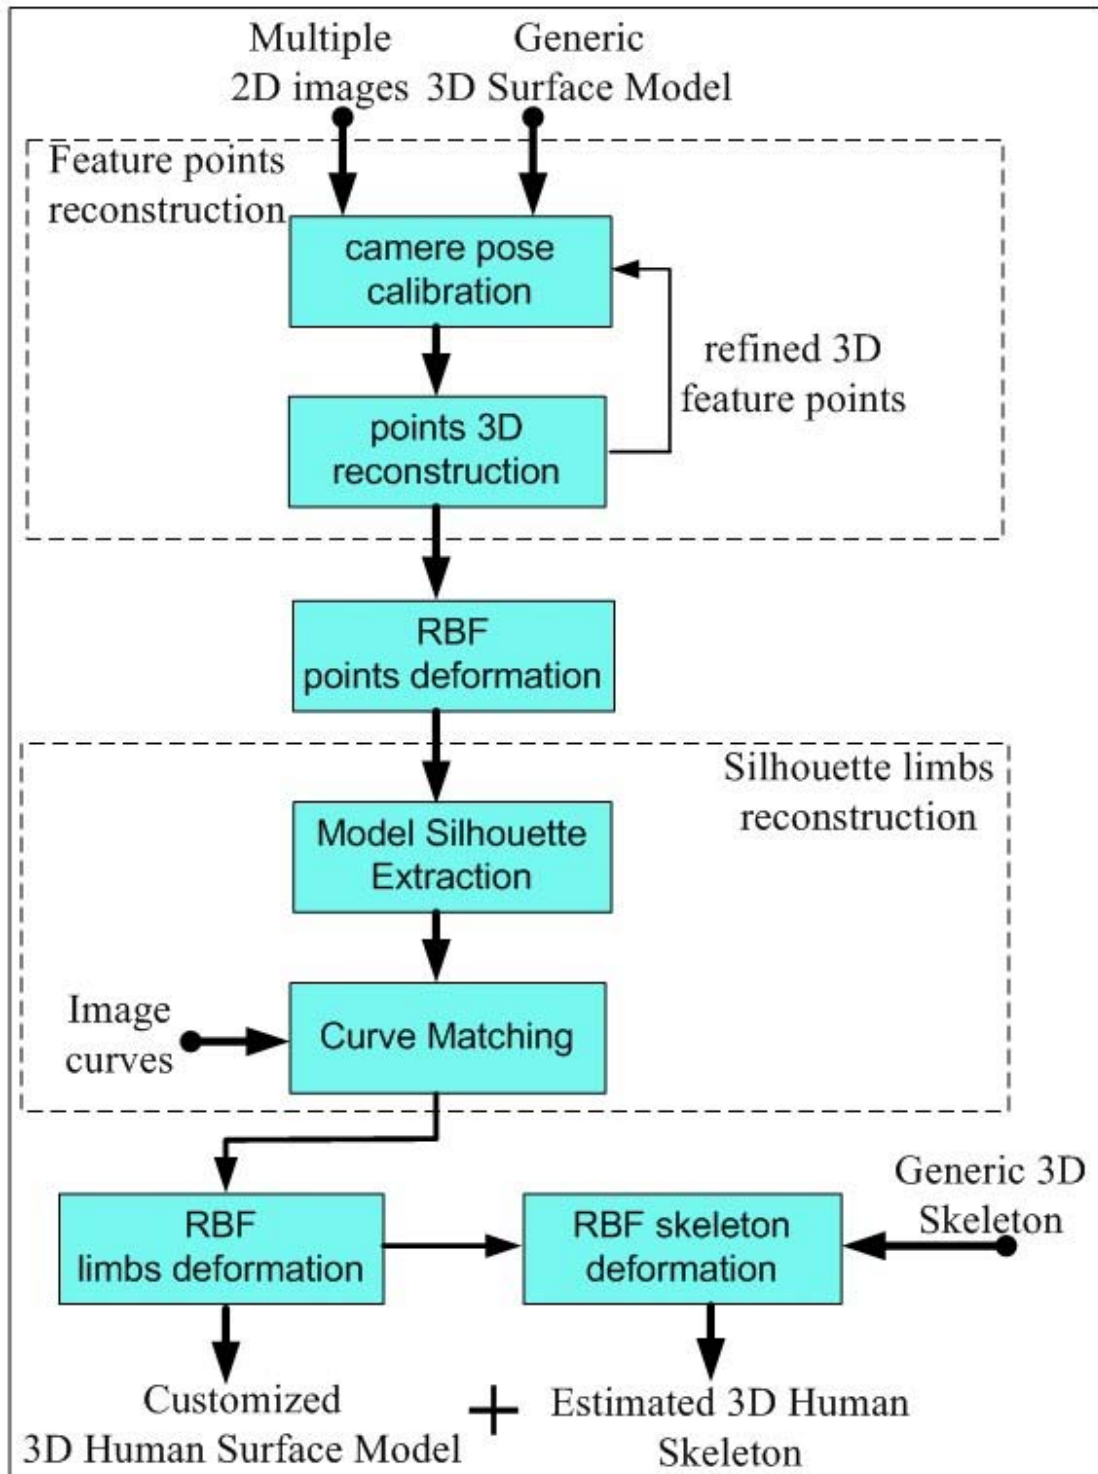 Multiple
2D images
Generic
3D Surface Model
Feature points
reconstruction
camere pose
calibration
refined 3D
feature points
points 3D
reconstruction
RBF
points deformation
Silhouette limbs
reconstruction
Model Silhouette
Extraction
Image
curves
Curve Matching
Generic 3D
Skeleton
RBF
limbs deformation
RBF skeleton
deformation
Customized
3D Human Surface Model
+
Estimated 3D Human
Skeleton